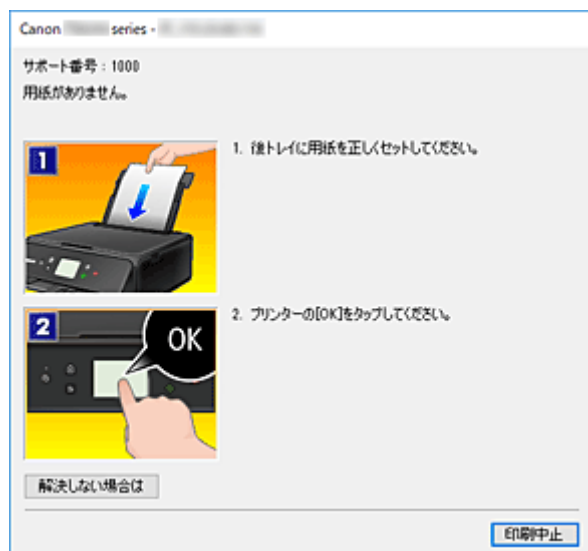 Canon series -
サポート番号 : 1000
用紙がありません。
1
1. 後トレイに用紙を正しくセットしてください。
2
OK
2. プリンターの[OK]をタップしてください。
解決しない場合は
印刷中止